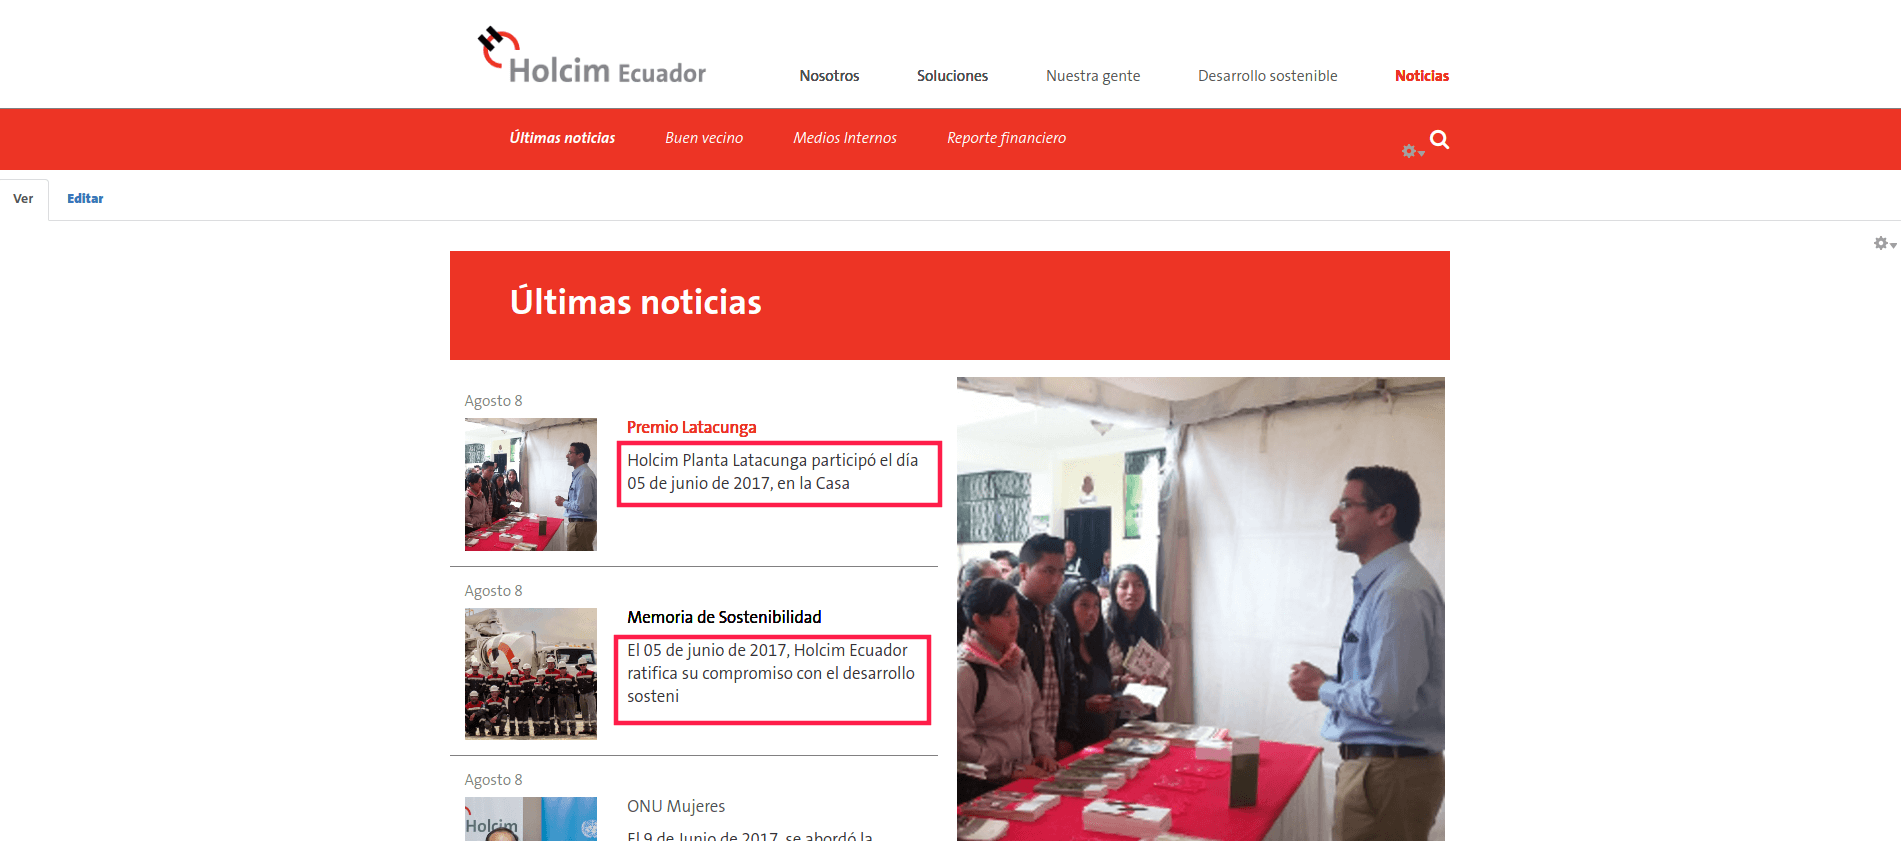 Holcim Ecuador
Nosotros
Soluciones
Nuestra gente
Desarrollo sostenible
Noticias
Últimas noticias
Buen vecino
Medios Internos
Reporte financiero
Ver
Editar
Últimas noticias
Agosto 8
Premio Latacunga
Holcim Planta Latacunga participó el día
05 de junio de 2017, en la Casa
Agosto 8
Memoria de Sostenibilidad
El 05 de junio de 2017, Holcim Ecuador
ratifica su compromiso con el desarrollo
sosteni
Agosto 8
Holcim
ONU Mujeres
El 9 de Junio de 2017, se abordó la